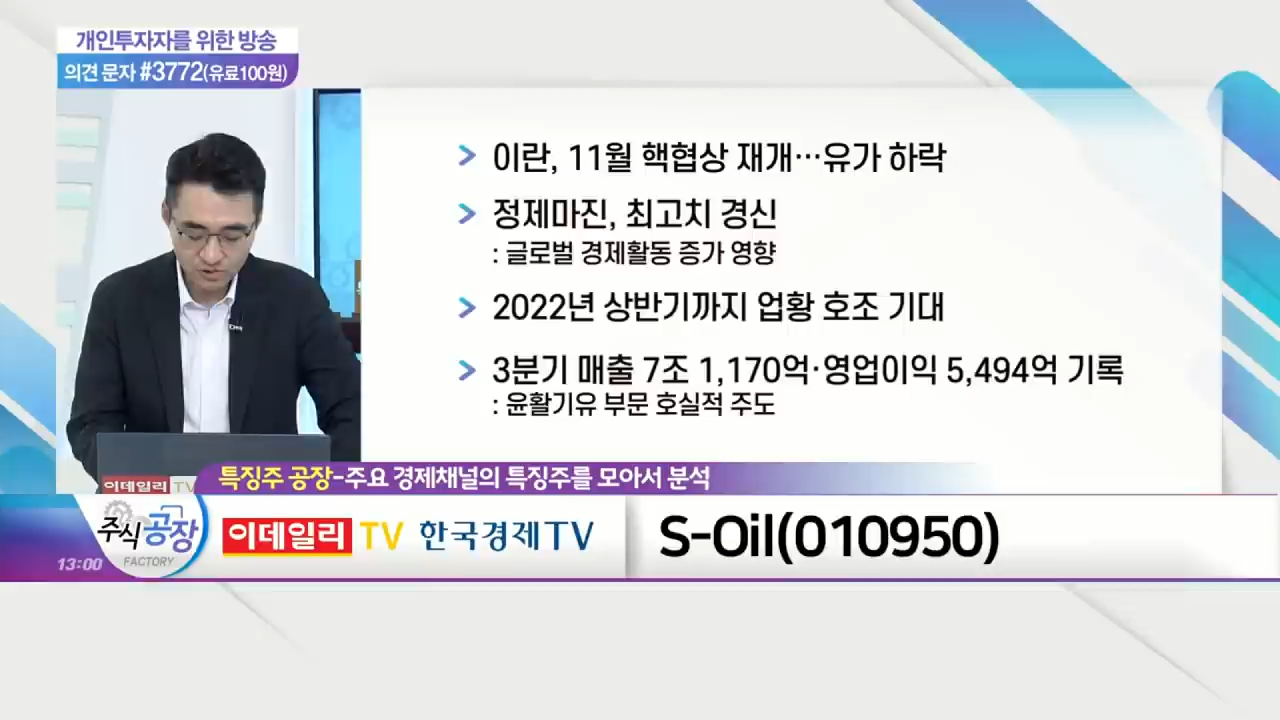 개인투자자를 위한 방송
의견 문자 #3772(유료100원)
> 이란, 11월 핵협상 재개…유가 하락
> 정제마진, 최고치 경신
: 글로벌 경제활동 증가 영향
> 2022년 상반기까지 업황 호조 기대
> 3분기 매출 7조 1,170억·영업이익 5,494억 기록
: 윤활기유 부문 호실적 주도
이데일리 TV
특징주 공장-주요 경제채널의 특징주를 모아서 분석
주식공장
FACTORY
13:00
이데일리 TV 한국경제TV
S-Oil(010950)